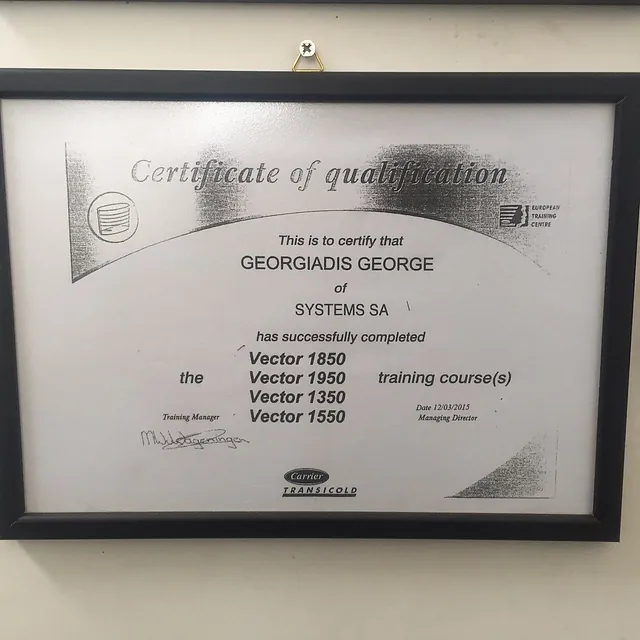 Certificate of qualification
EUROPEAN
TRAINING
CENTRE
This is to certify that
GEORGIADIS GEORGE
of
SYSTEMS SA
has successfully completed
the
Vector 1850
Vector 1950
Vector 1350
Vector 1550
training course(s)
Training Manager
Date 12/03/2015
Managing Director
Carrier
TRANSICOLD